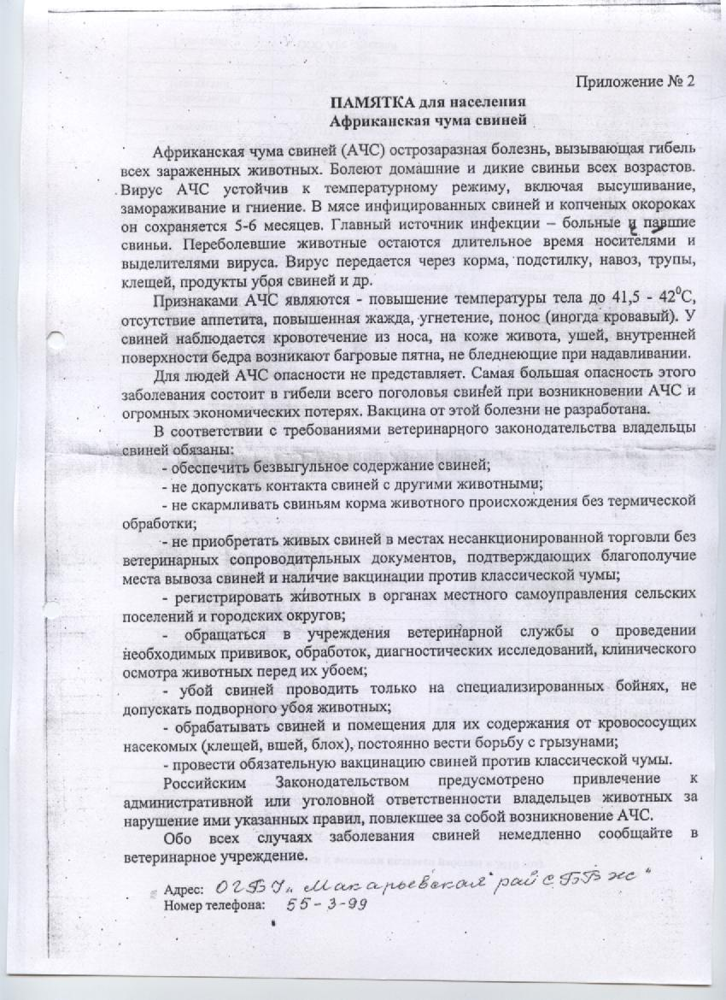 Приложение № 2
ПАМЯТКА для населения
Африканская чума свиней
Африканская чума свиней (АЧС) острозаразная болезнь, вызывающая гибель
всех зараженных животных. Болеют домашние и дикие свиньи всех возрастов.
Вирус АЧС устойчив к температурному режиму, включая высушивание,
замораживание и гниение. В мясе инфицированных свиней и копченых окороках
он сохраняется 5-6 месяцев. Главный источник инфекции – больные и павшие
свиньи. Переболевшие животные остаются длительное время носителями и
выделителями вируса. Вирус передается через корма, подстилку, навоз, трупы,
клещей, продукты убоя свиней и др.
Признаками АЧС являются - повышение температуры тела до 41,5 - 42⁰С,
отсутствие аппетита, повышенная жажда, угнетение, понос (иногда кровавый). У
свиней наблюдается кровотечение из носа, на коже живота, ушей, внутренней
поверхности бедра возникают багровые пятна, не бледнеющие при надавливании.
Для людей АЧС опасности не представляет. Самая большая опасность этого
заболевания состоит в гибели всего поголовья свиней при возникновении АЧС и
огромных экономических потерях. Вакцина от этой болезни не разработана.
В соответствии с требованиями ветеринарного законодательства владельцы
свиней обязаны:
- обеспечить безвыгульное содержание свиней;
- не допускать контакта свиней с другими животными;
- не скармливать свиньям корма животного происхождения без термической
обработки;
- не приобретать живых свиней в местах несанкционированной торговли без
ветеринарных сопроводительных документов, подтверждающих благополучие
места вывоза свиней и наличие вакцинации против классической чумы;
- регистрировать животных в органах местного самоуправления сельских
поселений и городских округов;
- обращаться в учреждения ветеринарной службы о проведении
необходимых прививок, обработок, диагностических исследований, клинического
осмотра животных перед их убоем;
- убой свиней проводить только на специализированных бойнях, не
допускать подворного убоя животных;
- обрабатывать свиней и помещения для их содержания от кровососущих
насекомых (клещей, вшей, блох), постоянно вести борьбу с грызунами;
- провести обязательную вакцинацию свиней против классической чумы.
Российским Законодательством предусмотрено привлечение к
административной или уголовной ответственности владельцев животных за
нарушение ими указанных правил, повлекшее за собой возникновение АЧС.
Обо всех случаях заболевания свиней немедленно сообщайте в
ветеринарное учреждение.
Адрес: ОГБУ „Макарьевская райСББЖ"
Номер телефона: 55-3-99